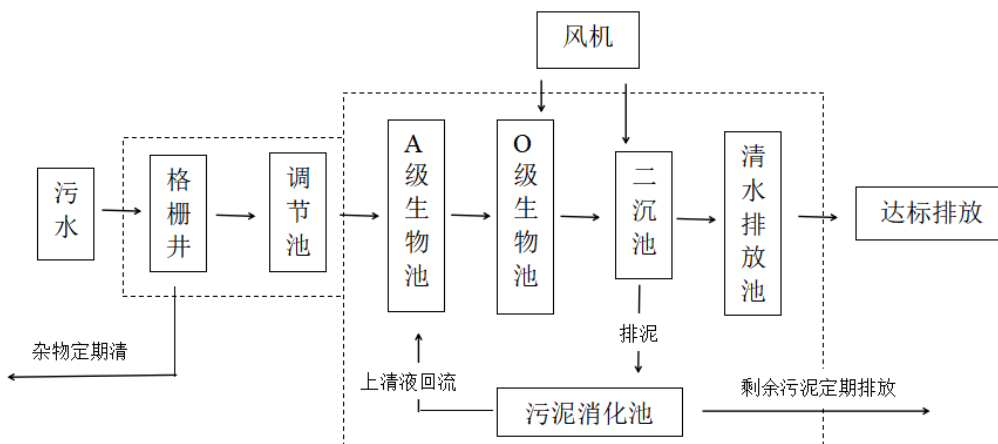 风机
污水
格栅井
调节池
A级生物池
O级生物池
二沉池
清水排放池
达标排放
杂物定期清
排泥
上清液回流
污泥消化池
剩余污泥定期排放